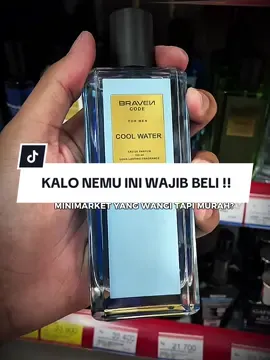 BRAVEN
CODE
FOR MEN
COOL WATER
EAU DE PARFUM
KALO NEMU INI WAJIB BELI !!
MINIMARKET YANG WANGI TAPI MURAH?
21.700